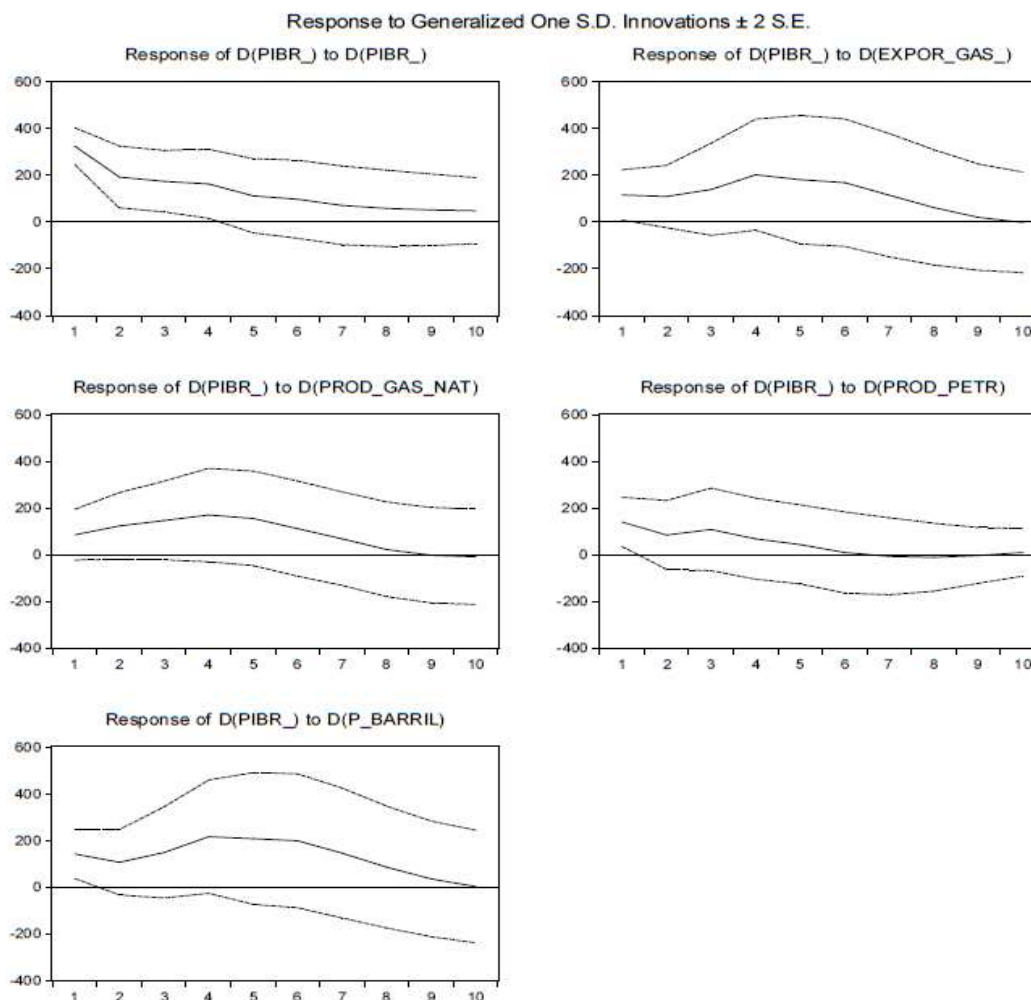 Response to Generalized One S.D. Innovations ± 2 S.E.
Response of D(PIBR_) to D(PIBR_)
600
400
200
0
-200
-400
1 2 3 4 5 6 7 8 9 10
Response of D(PIBR_) to D(EXPOR_GAS_)
600
400
200
0
-200
-400
1 2 3 4 5 6 7 8 9 10
Response of D(PIBR_) to D(PROD_GAS_NAT)
600
400
200
0
-200
-400
1 2 3 4 5 6 7 8 9 10
Response of D(PIBR_) to D(PROD_PETR)
600
400
200
0
-200
-400
1 2 3 4 5 6 7 8 9 10
Response of D(PIBR_) to D(P_BARRIL)
600
400
200
0
-200
-400
1 2 3 4 5 6 7 8 9 10